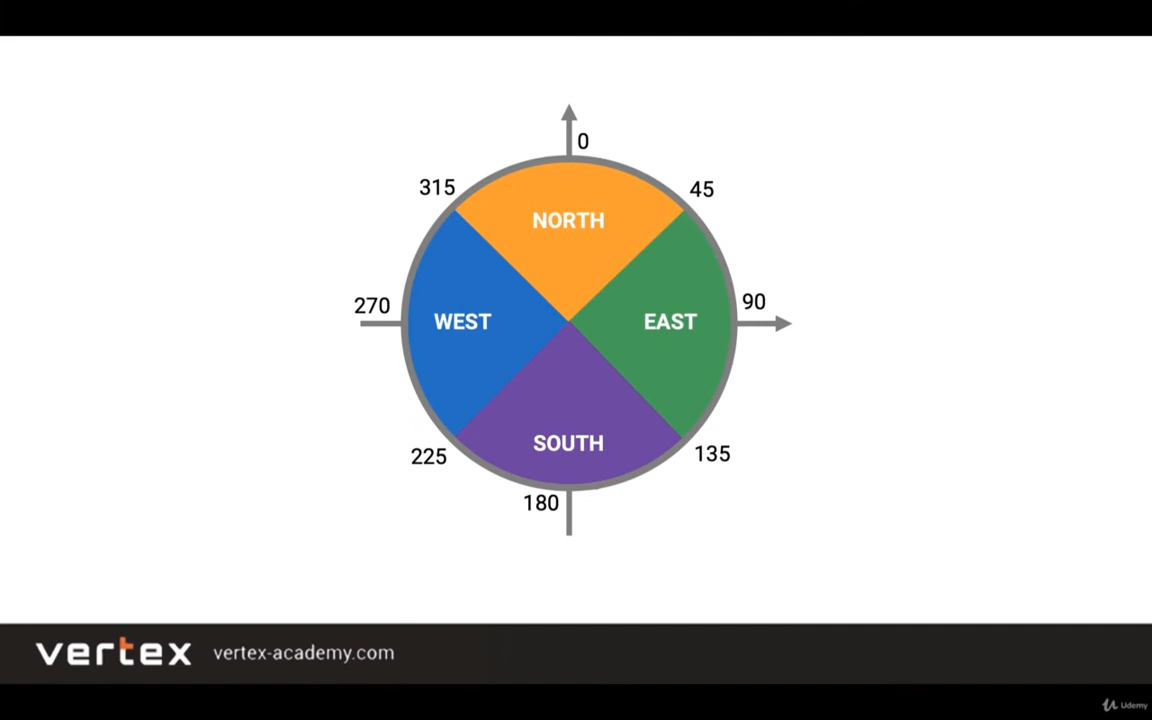 0
315
45
NORTH
270
90
WEST
EAST
SOUTH
225
135
180
vertex
vertex-academy.com
Udemy